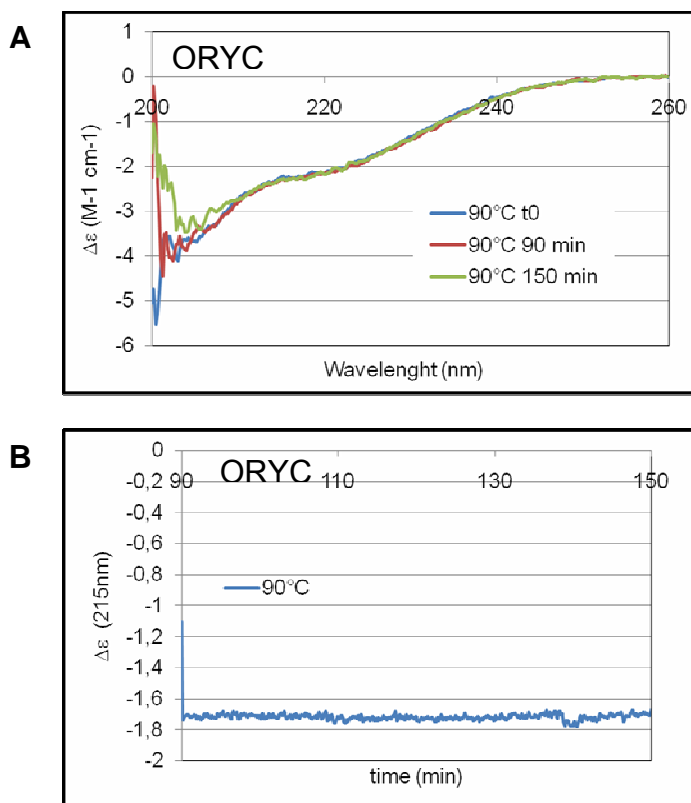 A
ORYC
1
0
-1
-2
-3
-4
-5
-6
200
220
240
260
Δε (M-1 cm-1)
90°C t0
90°C 90 min
90°C 150 min
Wavelenght (nm)
B
ORYC
0
-0,2
-0,4
-0,6
-0,8
-1
-1,2
-1,4
-1,6
-1,8
-2
90
110
130
150
Δε (215nm)
90°C
time (min)